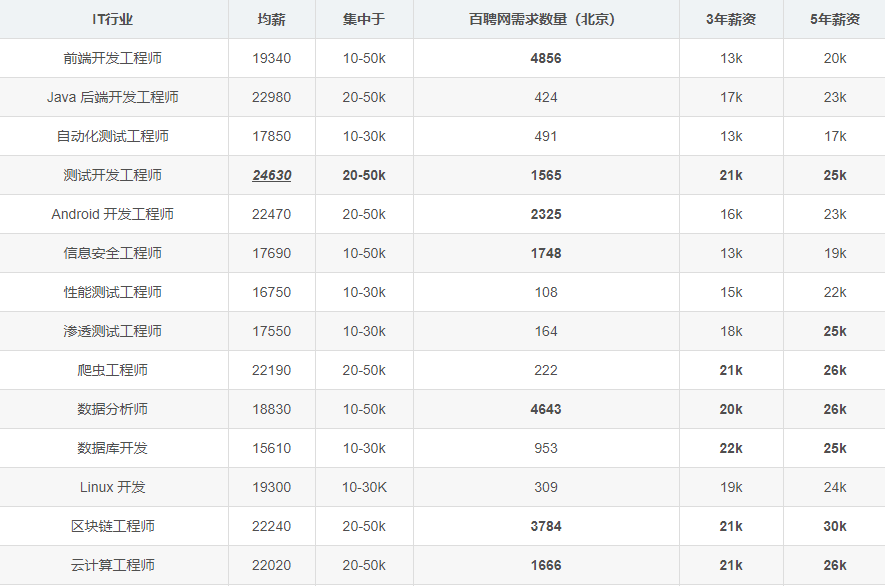 IT行业 均薪 集中于 百聘网需求数量（北京） 3年薪资 5年薪资
前端开发工程师 19340 10-50k 4856 13k 20k
Java 后端开发工程师 22980 20-50k 424 17k 23k
自动化测试工程师 17850 10-30k 491 13k 17k
测试开发工程师 24630 20-50k 1565 21k 25k
Android 开发工程师 22470 20-50k 2325 16k 23k
信息安全工程师 17690 10-50k 1748 13k 19k
性能测试工程师 16750 10-30k 108 15k 22k
渗透测试工程师 17550 10-30k 164 18k 25k
爬虫工程师 22190 20-50k 222 21k 26k
数据分析师 18830 10-50k 4643 20k 26k
数据库开发 15610 10-30k 953 22k 25k
Linux 开发 19300 10-30K 309 19k 24k
区块链工程师 22240 20-50k 3784 21k 30k
云计算工程师 22020 20-50k 1666 21k 26k